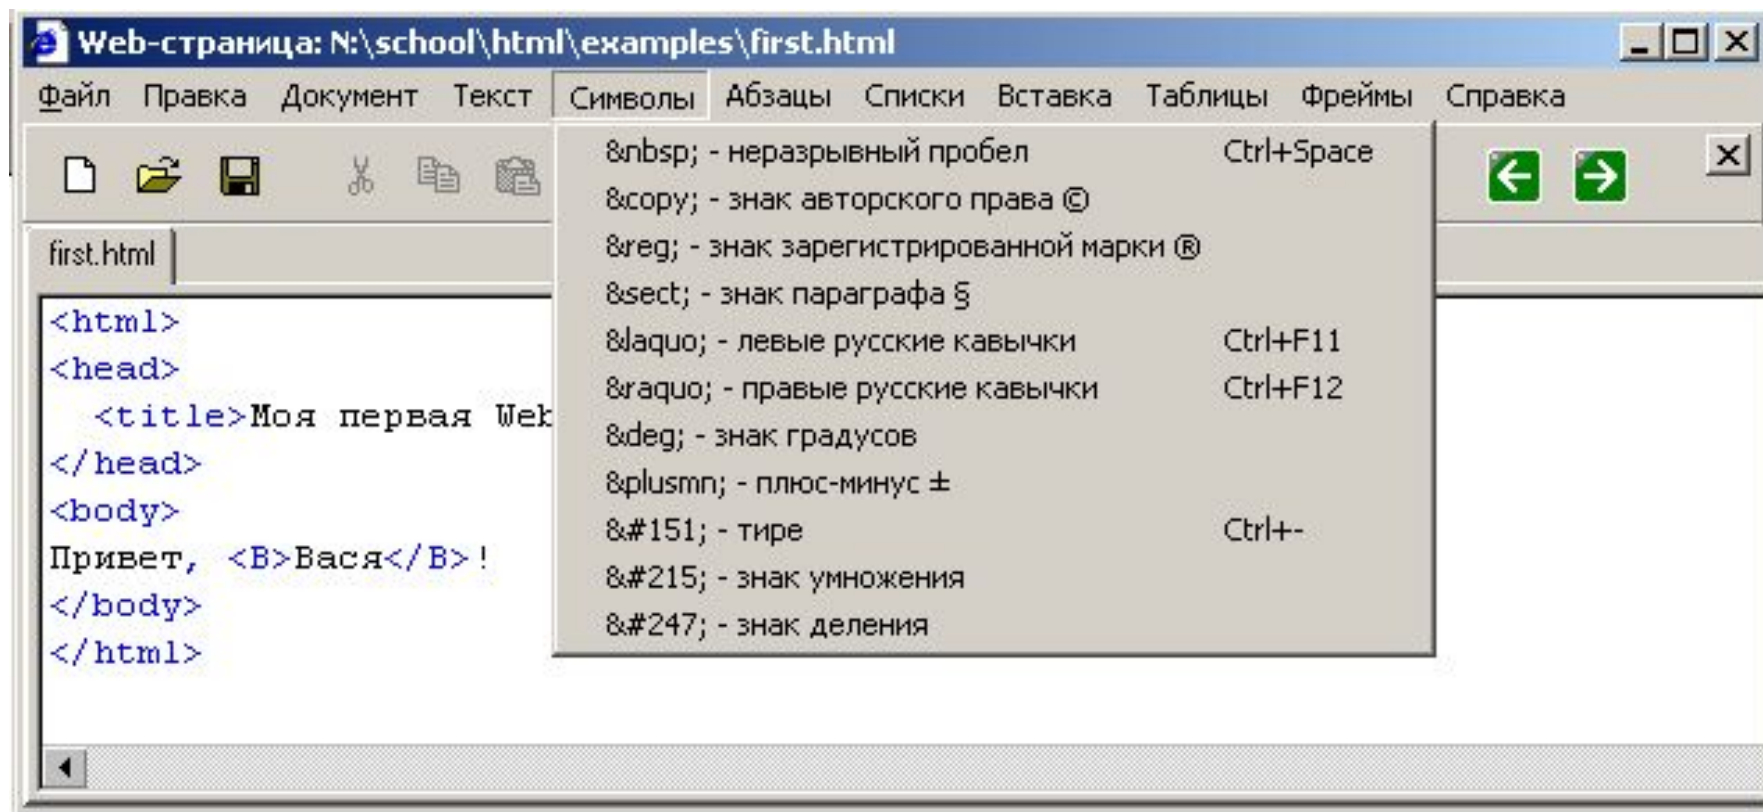 Web-страница: N:\school\html\examples\first.html
Файл Правка Документ Текст Символы Абзацы Списки Вставка Таблицы Фреймы Справка
&nbsp; - неразрывный пробел Ctrl+Space
&copy; - знак авторского права ©
&reg; - знак зарегистрированной марки ®
&sect; - знак параграфа §
&laquo; - левые русские кавычки Ctrl+F11
&raquo; - правые русские кавычки Ctrl+F12
&deg; - знак градусов
&plusmn; - плюс-минус ±
&#151; - тире Ctrl+-
&#215; - знак умножения
&#247; - знак деления
first.html
<html>
<head>
<title>Моя первая Web
</head>
<body>
Привет, <B>Вася</B>!
</body>
</html>